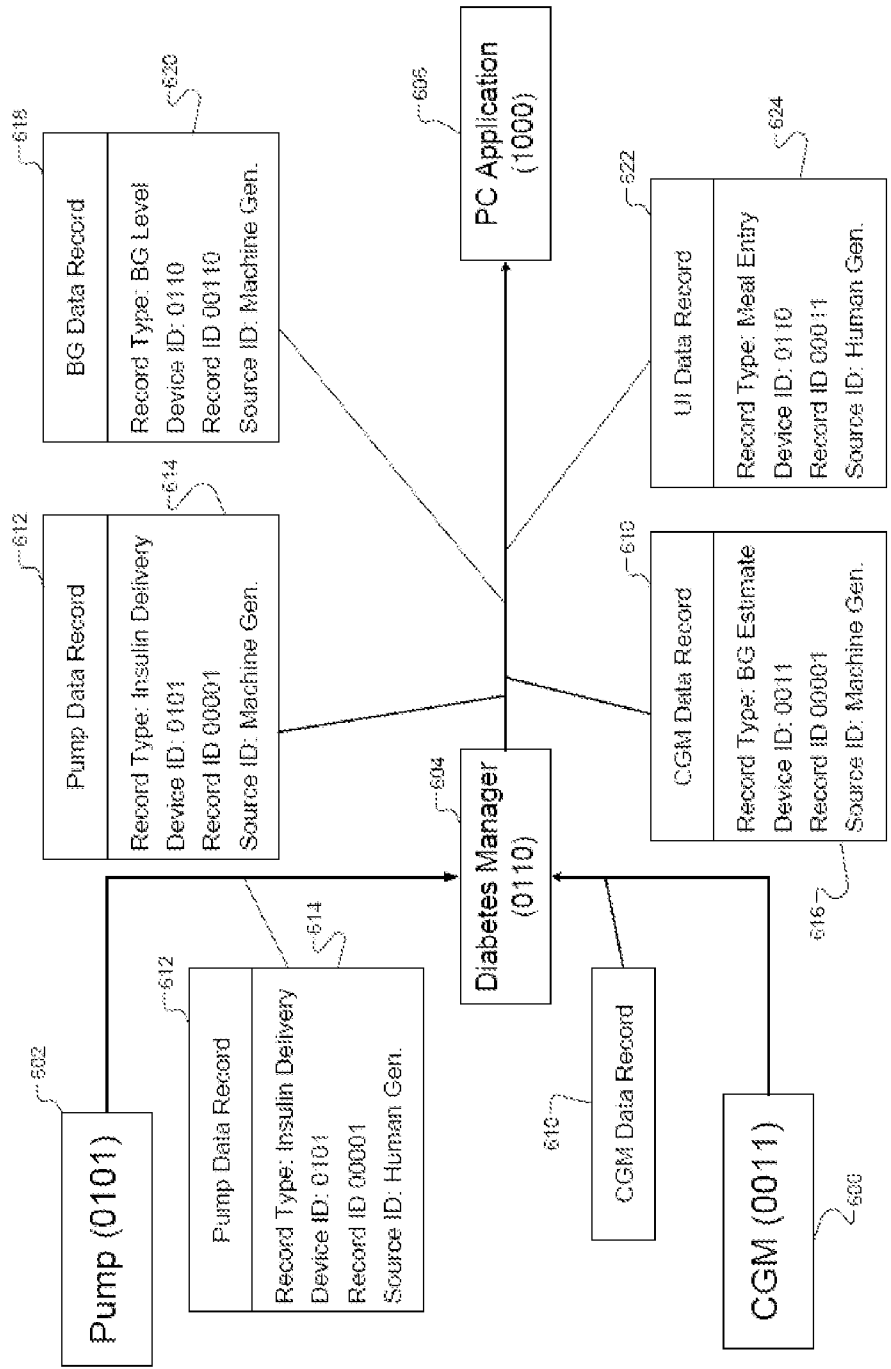 602
Pump (0101)
612
Pump Data Record
614
Record Type: Insulin Delivery
Device ID: 0101
Record ID 00001
Source ID: Human Gen.
612
Pump Data Record
614
Record Type: Insulin Delivery
Device ID: 0101
Record ID 00001
Source ID: Machine Gen.
618
BG Data Record
620
Record Type: BG Level
Device ID: 0110
Record ID 00110
Source ID: Machine Gen.
604
Diabetes Manager
(0110)
606
PC Application
(1000)
610
CGM Data Record
CGM (0011)
600
610
CGM Data Record
Record Type: BG Estimate
Device ID: 0011
Record ID 00001
Source ID: Machine Gen.
616
622
UI Data Record
624
Record Type: Meal Entry
Device ID: 0110
Record ID 00011
Source ID: Human Gen.